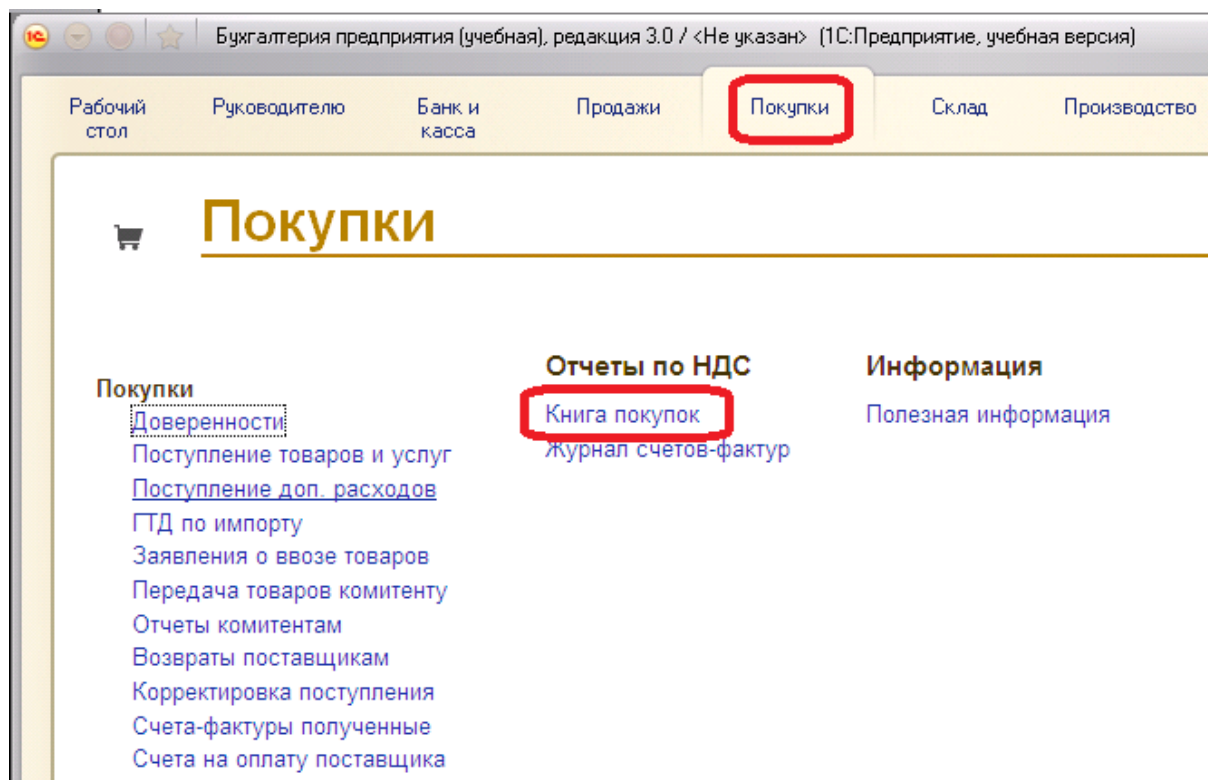 1С Бухгалтерия предприятия (учебная), редакция 3.0 / <Не указан> (1С:Предприятие, учебная версия)
Рабочий стол Руководителю Банк и касса Продажи Покупки Склад Производство
Покупки
Покупки
Доверенности
Поступление товаров и услуг
Поступление доп. расходов
ГТД по импорту
Заявления о ввозе товаров
Передача товаров комитенту
Отчеты комитентам
Возвраты поставщикам
Корректировка поступления
Счета-фактуры полученные
Счета на оплату поставщика
Отчеты по НДС
Книга покупок
Журнал счетов-фактур
Информация
Полезная информация